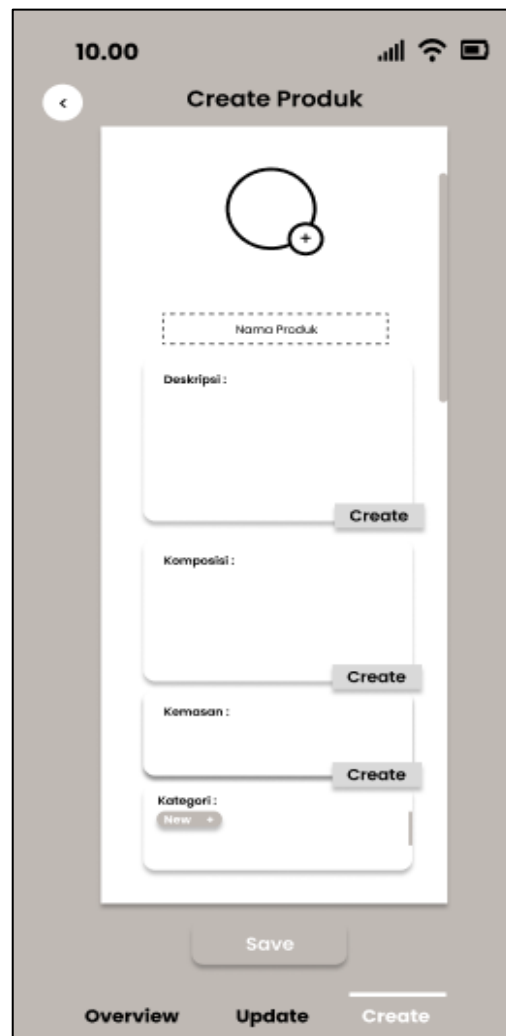 10.00
<
Create Produk
+
Nama Produk
Deskripsi :
Create
Komposisi :
Create
Kemasan :
Create
Kategori :
New +
Save
Overview Update Create